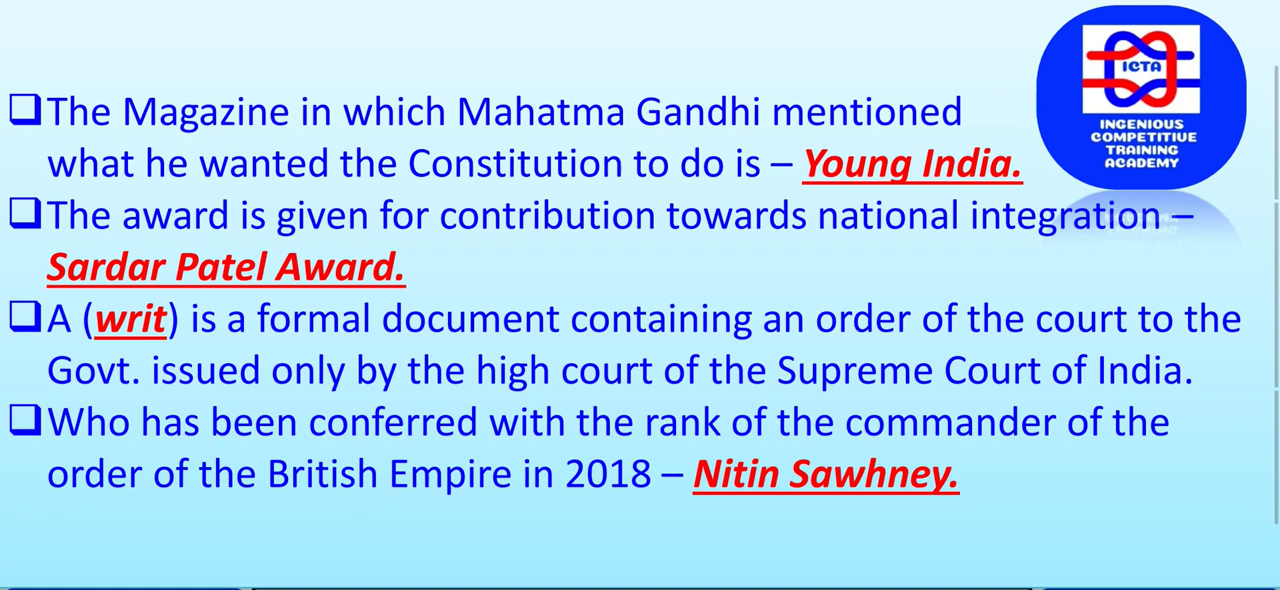 ICTA
INGENIOUS
COMPETITIVE
TRAINING
ACADEMY
❑The Magazine in which Mahatma Gandhi mentioned
what he wanted the Constitution to do is – Young India.
❑The award is given for contribution towards national integration –
Sardar Patel Award.
❑A (writ) is a formal document containing an order of the court to the
Govt. issued only by the high court of the Supreme Court of India.
❑Who has been conferred with the rank of the commander of the
order of the British Empire in 2018 – Nitin Sawhney.